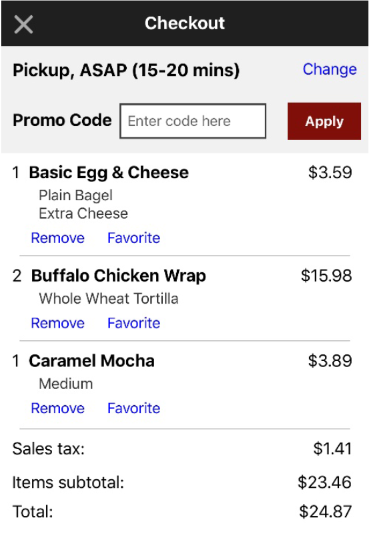 Checkout
Pickup, ASAP (15-20 mins) Change
Promo Code Enter code here Apply
1 Basic Egg & Cheese $3.59
Plain Bagel
Extra Cheese
Remove Favorite
2 Buffalo Chicken Wrap $15.98
Whole Wheat Tortilla
Remove Favorite
1 Caramel Mocha $3.89
Medium
Remove Favorite
Sales tax: $1.41
Items subtotal: $23.46
Total: $24.87